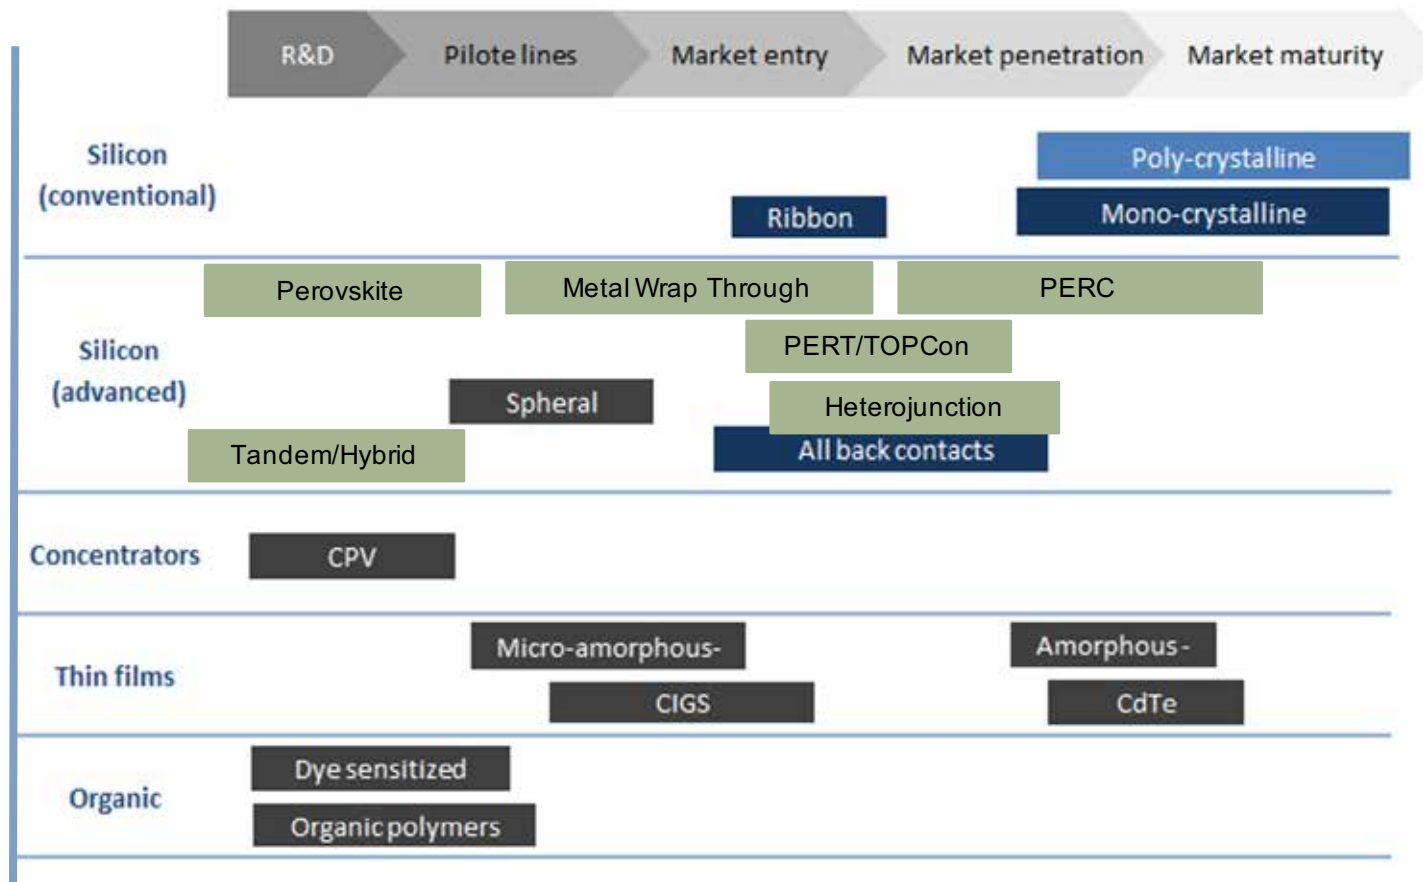 R&D
Pilote lines
Market entry
Market penetration
Market maturity
Silicon
(conventional)
Poly-crystalline
Ribbon
Mono-crystalline
Silicon
(advanced)
Perovskite
Metal Wrap Through
PERC
PERT/TOPCon
Spheral
Heterojunction
Tandem/Hybrid
All back contacts
Concentrators
CPV
Thin films
Micro-amorphous-
Amorphous-
CIGS
CdTe
Organic
Dye sensitized
Organic polymers